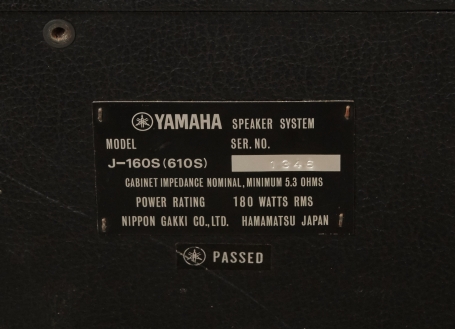 YAMAHA SPEAKER SYSTEM
MODEL SER. NO.
J-160S(610S) 1348
CABINET IMPEDANCE NOMINAL, MINIMUM 5.3 OHMS
POWER RATING 180 WATTS RMS
NIPPON GAKKI CO., LTD. HAMAMATSU JAPAN
PASSED